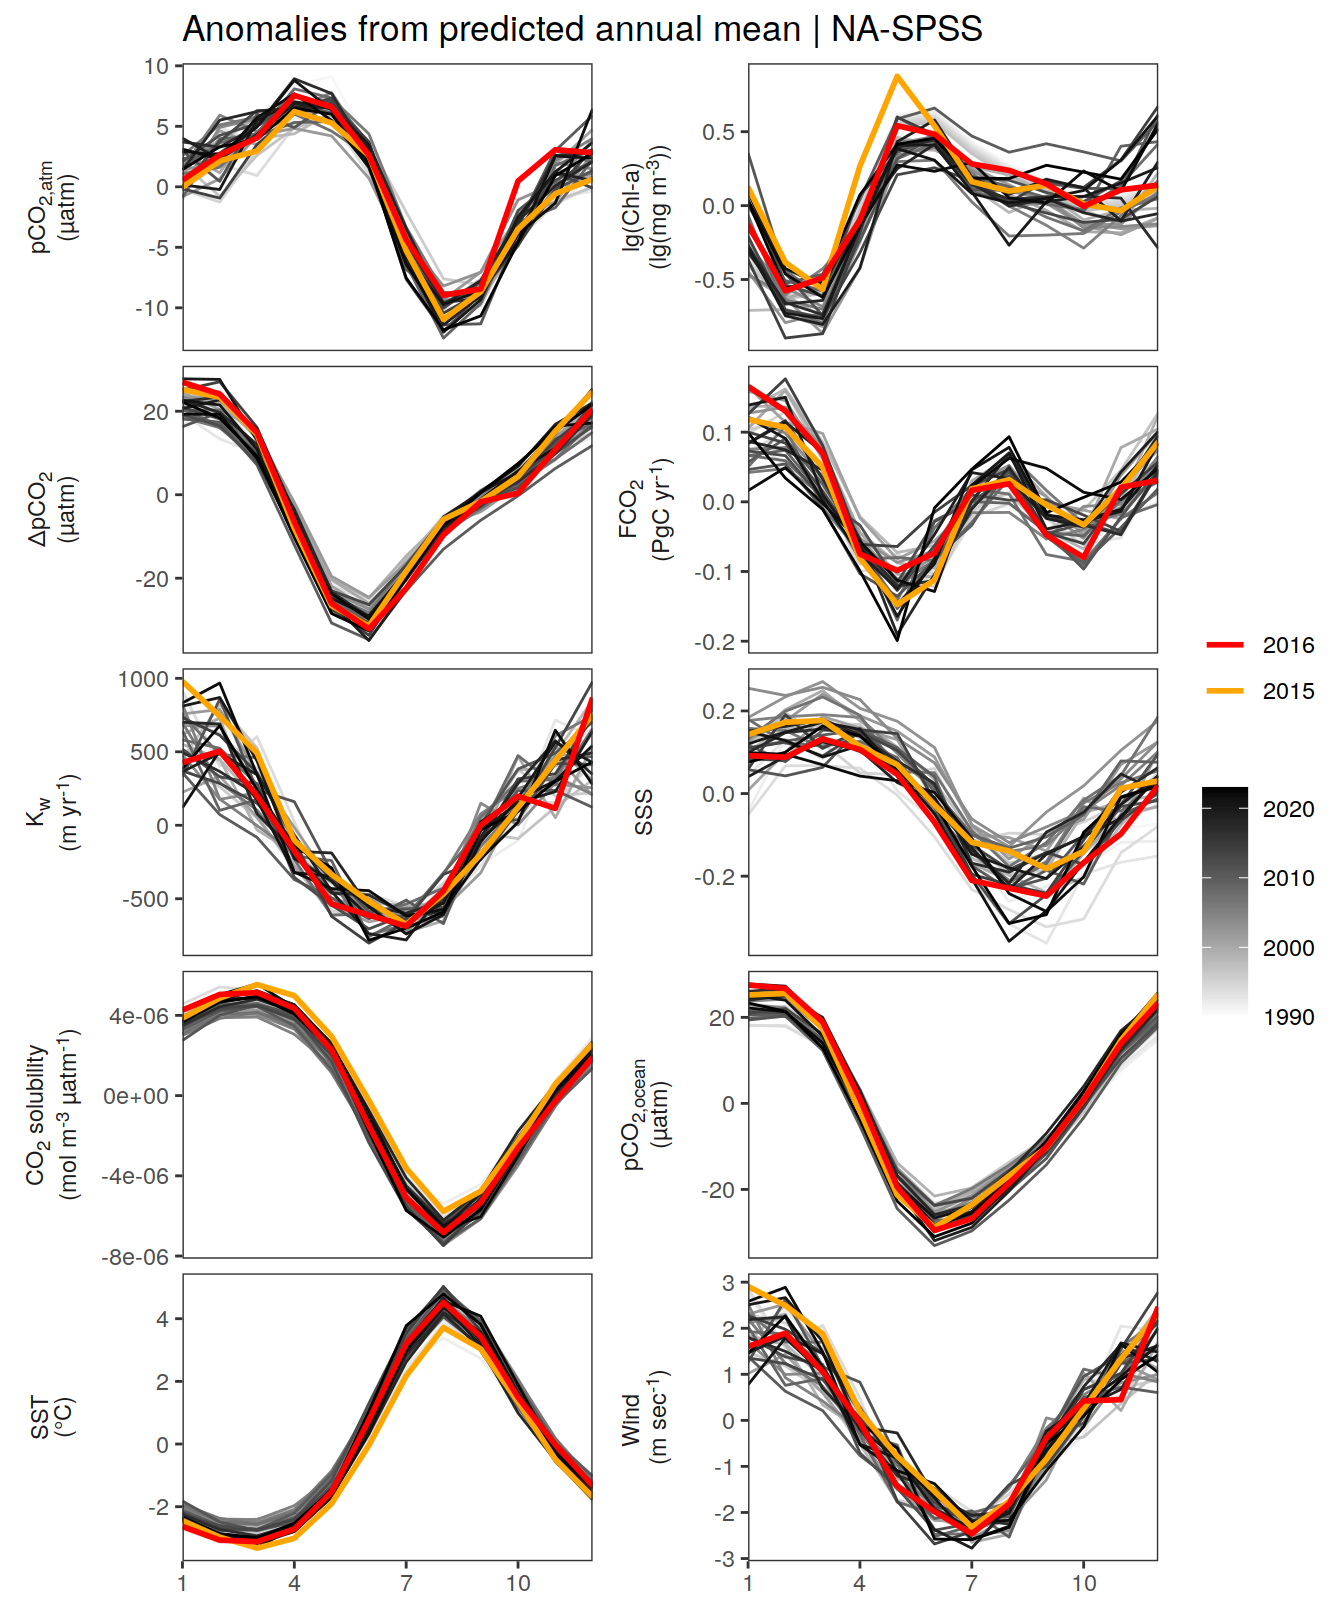 Anomalies from predicted annual mean | NA-SPSS
pCO2,atm
(µatm)
10
5
0
-5
-10
lg(Chl-a)
(lg(mg m-3))
0.5
0.0
-0.5
ΔpCO2
(µatm)
20
0
-20
FCO2
(PgC yr-1)
0.1
0.0
-0.1
-0.2
Kw
(m yr-1)
1000
500
0
-500
SSS
0.2
0.0
-0.2
CO2 solubility
(mol m-3 µatm-1)
4e-06
0e+00
-4e-06
-8e-06
pCO2,ocean
(µatm)
20
0
-20
SST
(°C)
4
2
0
-2
1 4 7 10
Wind
(m sec-1)
3
2
1
0
-1
-2
-3
1 4 7 10
2016
2015
2020
2010
2000
1990